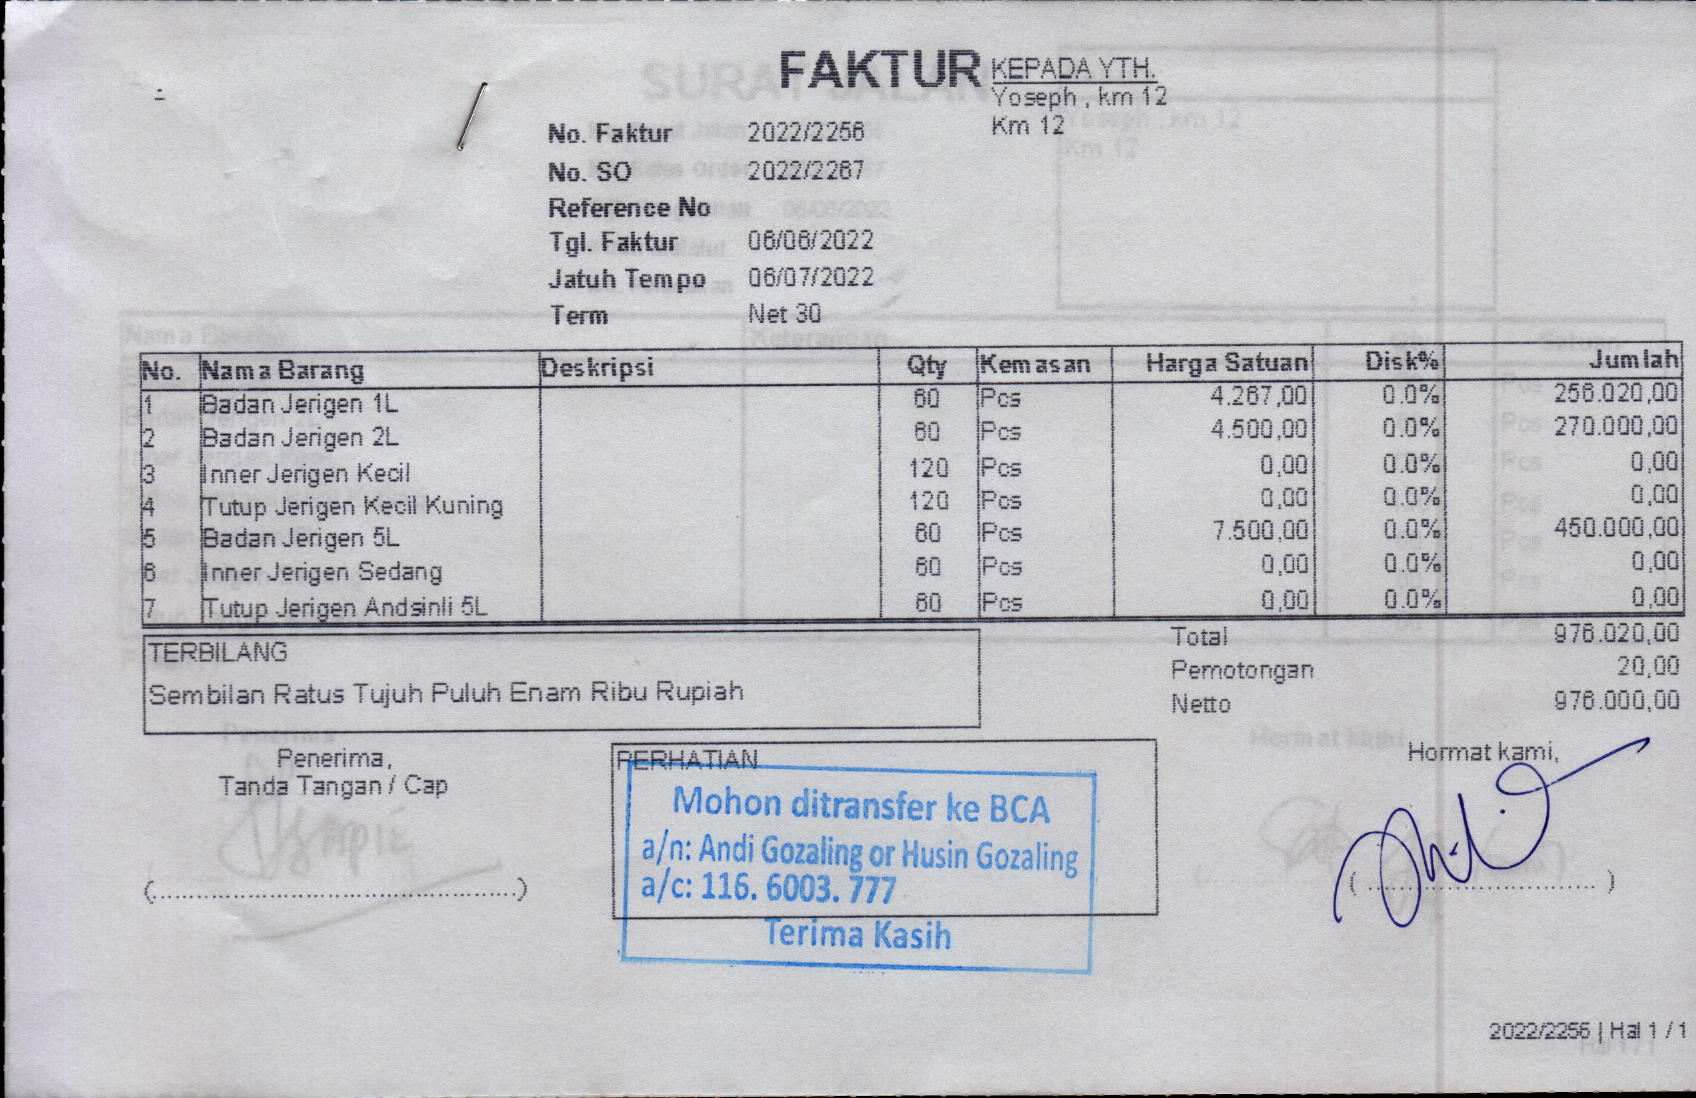 FAKTUR
KEPADA YTH.
Yoseph , km 12
Km 12
No. Faktur 2022/2256
No. SO 2022/2267
Reference No
Tgl. Faktur 06/06/2022
Jatuh Tempo 06/07/2022
Term Net 30
No. Nama Barang Deskripsi Qty Kemasan Harga Satuan Disk% Jumlah
1 Badan Jerigen 1L 60 Pcs 4.267,00 0.0% 256.020,00
2 Badan Jerigen 2L 60 Pcs 4.500,00 0.0% 270.000,00
3 Inner Jerigen Kecil 120 Pcs 0,00 0.0% 0,00
4 Tutup Jerigen Kecil Kuning 120 Pcs 0,00 0.0% 0,00
5 Badan Jerigen 5L 60 Pcs 7.500,00 0.0% 450.000,00
6 Inner Jerigen Sedang 60 Pcs 0,00 0.0% 0,00
7 Tutup Jerigen Andsinli 5L 60 Pcs 0,00 0.0% 0,00
Total 976.020,00
Pemotongan 20,00
Netto 976.000,00
TERBILANG
Sembilan Ratus Tujuh Puluh Enam Ribu Rupiah
Penerima,
Tanda Tangan / Cap
(................................................)
PERHATIAN
Mohon ditransfer ke BCA
a/n: Andi Gozaling or Husin Gozaling
a/c: 116. 6003. 777
Terima Kasih
Hormat kami,
( ................................ )
2022/2256 | Hal 1 / 1